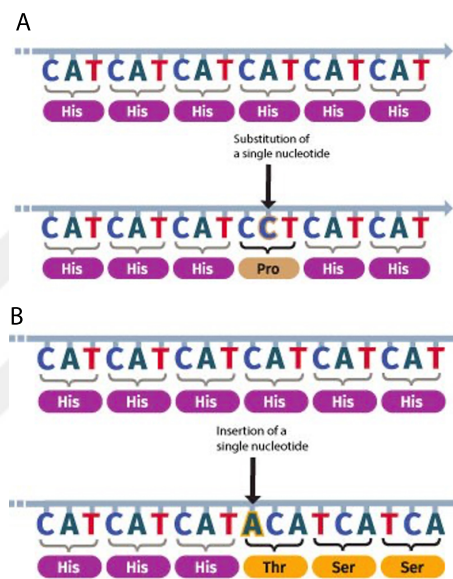 A
CATCATCATCATCATCAT
His His His His His His
Substitution of
a single nucleotide
CATCATCATCCTCATCAT
His His His Pro His His
B
CATCATCATCATCATCAT
His His His His His His
Insertion of a
single nucleotide
CATCATCATACATCATCA
His His His Thr Ser Ser